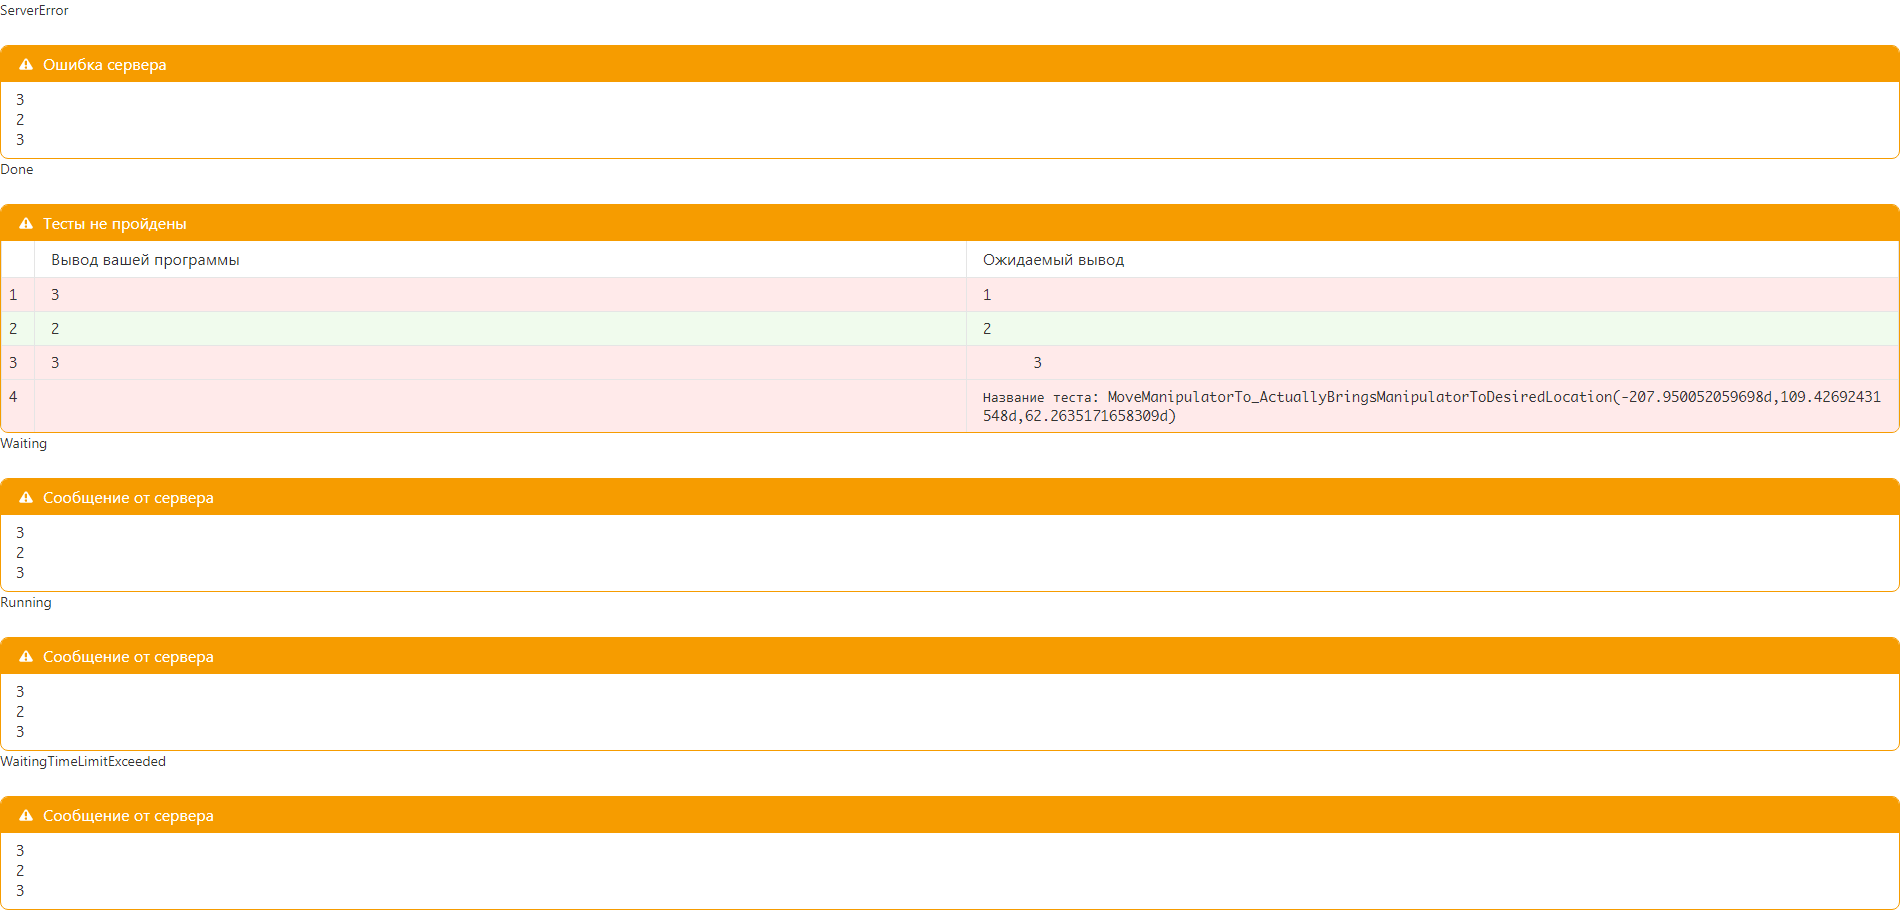 ServerError
Ошибка сервера
3
2
3
Done
Тесты не пройдены
Вывод вашей программы Ожидаемый вывод
1 3 1
2 2 2
3 3 3
4 Название теста: MoveManipulatorTo_ActuallyBringsManipulatorToDesiredLocation(-207.950052059698d,109.42692431
548d,62.2635171658309d)
Waiting
Сообщение от сервера
3
2
3
Running
Сообщение от сервера
3
2
3
WaitingTimeLimitExceeded
Сообщение от сервера
3
2
3